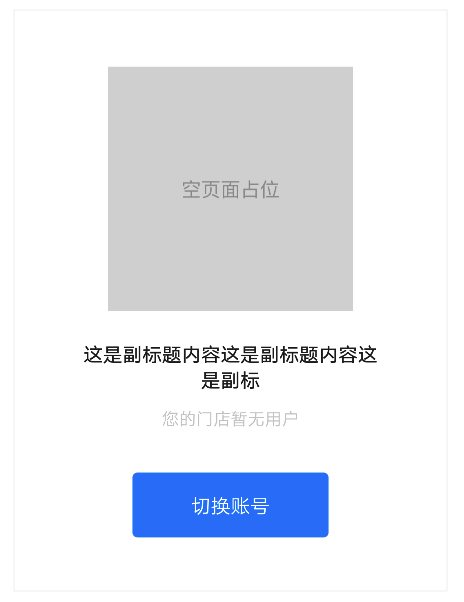 空页面占位
这是副标题内容这是副标题内容这
是副标
您的门店暂无用户
切换账号